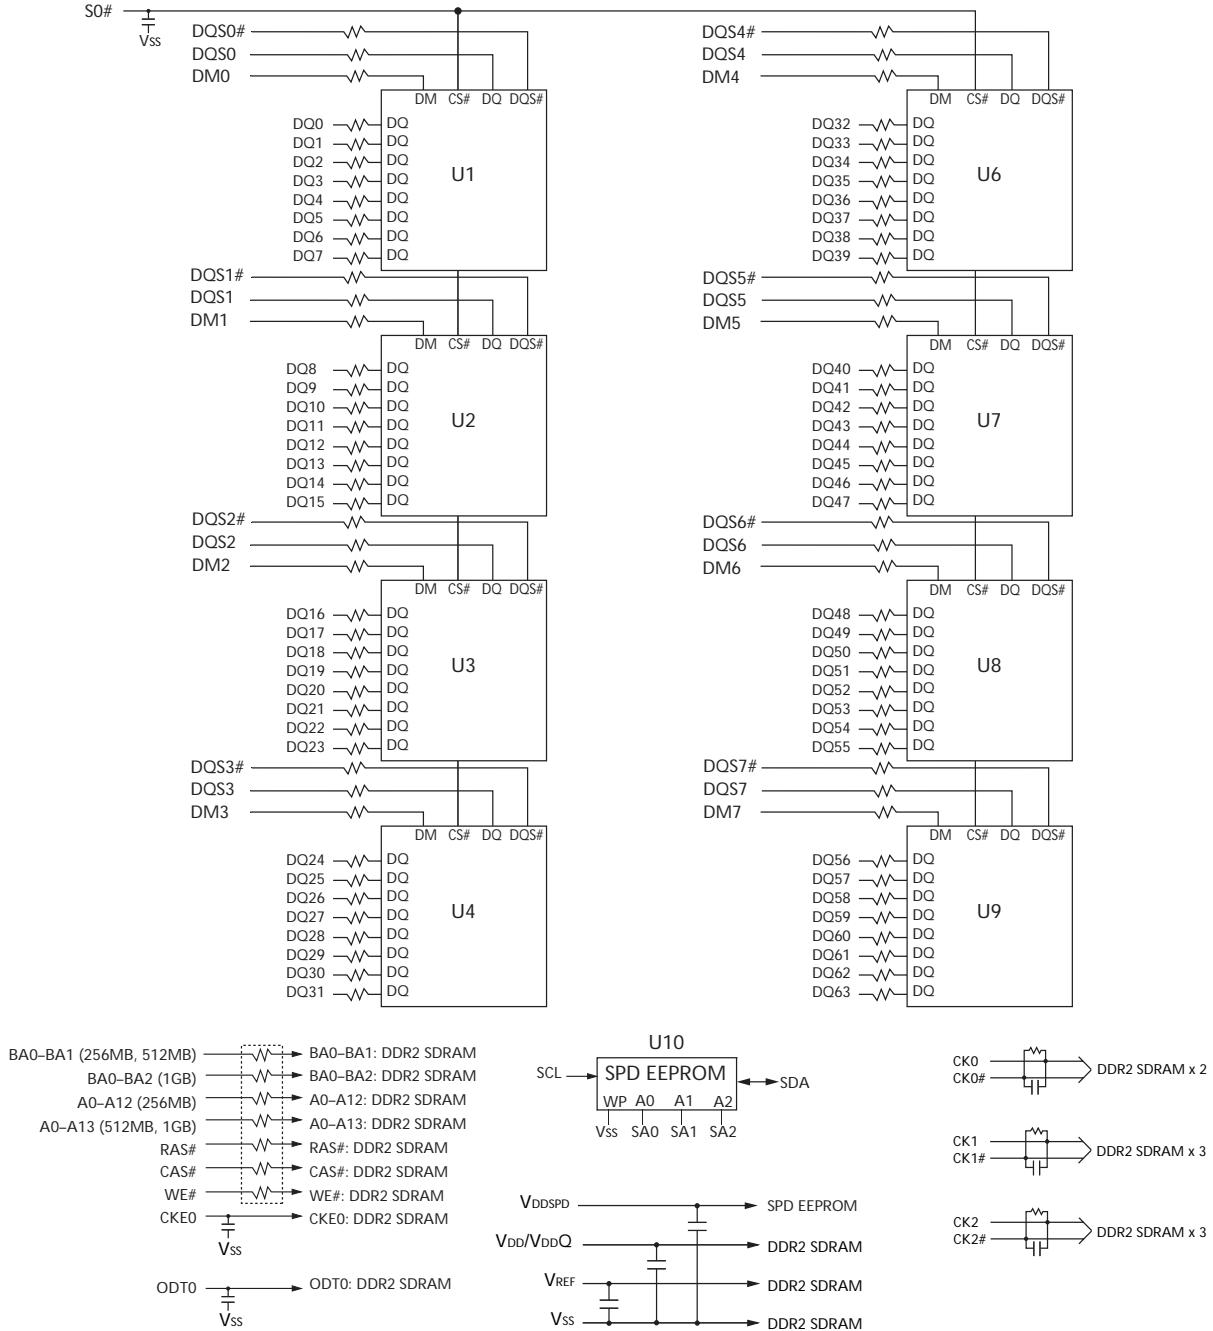 S0#
Vss
DQS0#
DQS0
DM0
DM CS# DQ DQS#
DQ0 DQ
DQ1 DQ
DQ2 DQ
DQ3 DQ
DQ4 DQ
DQ5 DQ
DQ6 DQ
DQ7 DQ
U1
DQS1#
DQS1
DM1
DM CS# DQ DQS#
DQ8 DQ
DQ9 DQ
DQ10 DQ
DQ11 DQ
DQ12 DQ
DQ13 DQ
DQ14 DQ
DQ15 DQ
U2
DQS2#
DQS2
DM2
DM CS# DQ DQS#
DQ16 DQ
DQ17 DQ
DQ18 DQ
DQ19 DQ
DQ20 DQ
DQ21 DQ
DQ22 DQ
DQ23 DQ
U3
DQS3#
DQS3
DM3
DM CS# DQ DQS#
DQ24 DQ
DQ25 DQ
DQ26 DQ
DQ27 DQ
DQ28 DQ
DQ29 DQ
DQ30 DQ
DQ31 DQ
U4
DQS4#
DQS4
DM4
DM CS# DQ DQS#
DQ32 DQ
DQ33 DQ
DQ34 DQ
DQ35 DQ
DQ36 DQ
DQ37 DQ
DQ38 DQ
DQ39 DQ
U6
DQS5#
DQS5
DM5
DM CS# DQ DQS#
DQ40 DQ
DQ41 DQ
DQ42 DQ
DQ43 DQ
DQ44 DQ
DQ45 DQ
DQ46 DQ
DQ47 DQ
U7
DQS6#
DQS6
DM6
DM CS# DQ DQS#
DQ48 DQ
DQ49 DQ
DQ50 DQ
DQ51 DQ
DQ52 DQ
DQ53 DQ
DQ54 DQ
DQ55 DQ
U8
DQS7#
DQS7
DM7
DM CS# DQ DQS#
DQ56 DQ
DQ57 DQ
DQ58 DQ
DQ59 DQ
DQ60 DQ
DQ61 DQ
DQ62 DQ
DQ63 DQ
U9
BA0–BA1 (256MB, 512MB) BA0–BA1: DDR2 SDRAM
BA0–BA2 (1GB) BA0–BA2: DDR2 SDRAM
A0–A12 (256MB) A0–A12: DDR2 SDRAM
A0–A13 (512MB, 1GB) A0–A13: DDR2 SDRAM
RAS# RAS#: DDR2 SDRAM
CAS# CAS#: DDR2 SDRAM
WE# WE#: DDR2 SDRAM
CKE0 CKE0: DDR2 SDRAM
Vss
ODT0 ODT0: DDR2 SDRAM
Vss
U10
SCL SPD EEPROM SDA
WP A0 A1 A2
Vss SA0 SA1 SA2
VDDSPD SPD EEPROM
VDD/VDDQ DDR2 SDRAM
VREF DDR2 SDRAM
Vss DDR2 SDRAM
CK0
CK0#
DDR2 SDRAM x 2
CK1
CK1#
DDR2 SDRAM x 3
CK2
CK2#
DDR2 SDRAM x 3